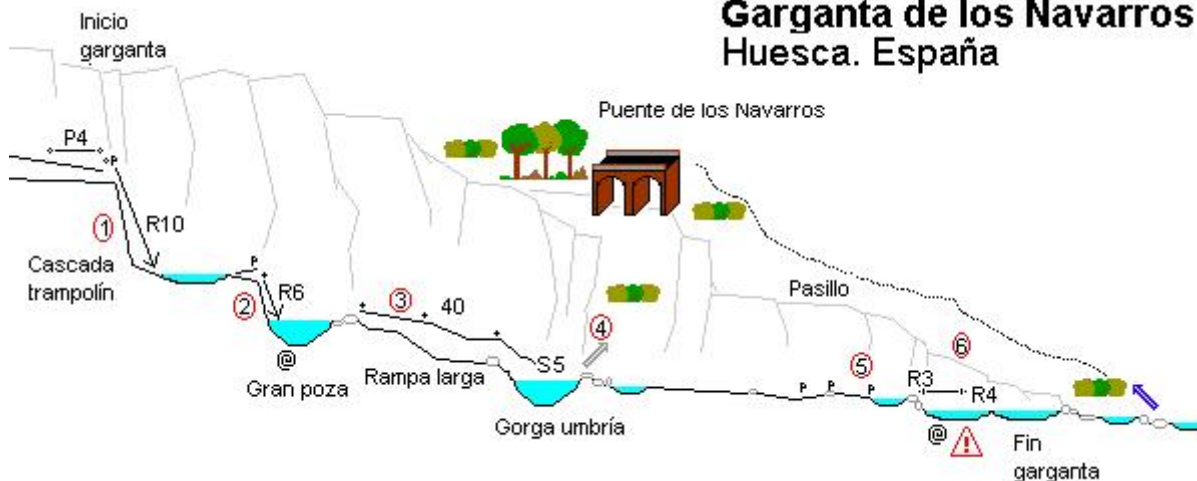 Garganta de los Navarros
Huesca. España
Inicio
garganta
Puente de los Navarros
P4
P
1
R10
Cascada
trampolín
P
2
R6
@
Gran poza
3
40
Rampa larga
S5
4
Gorga umbría
Pasillo
5
6
P
P
P
R3
R4
@
!
Fin
garganta